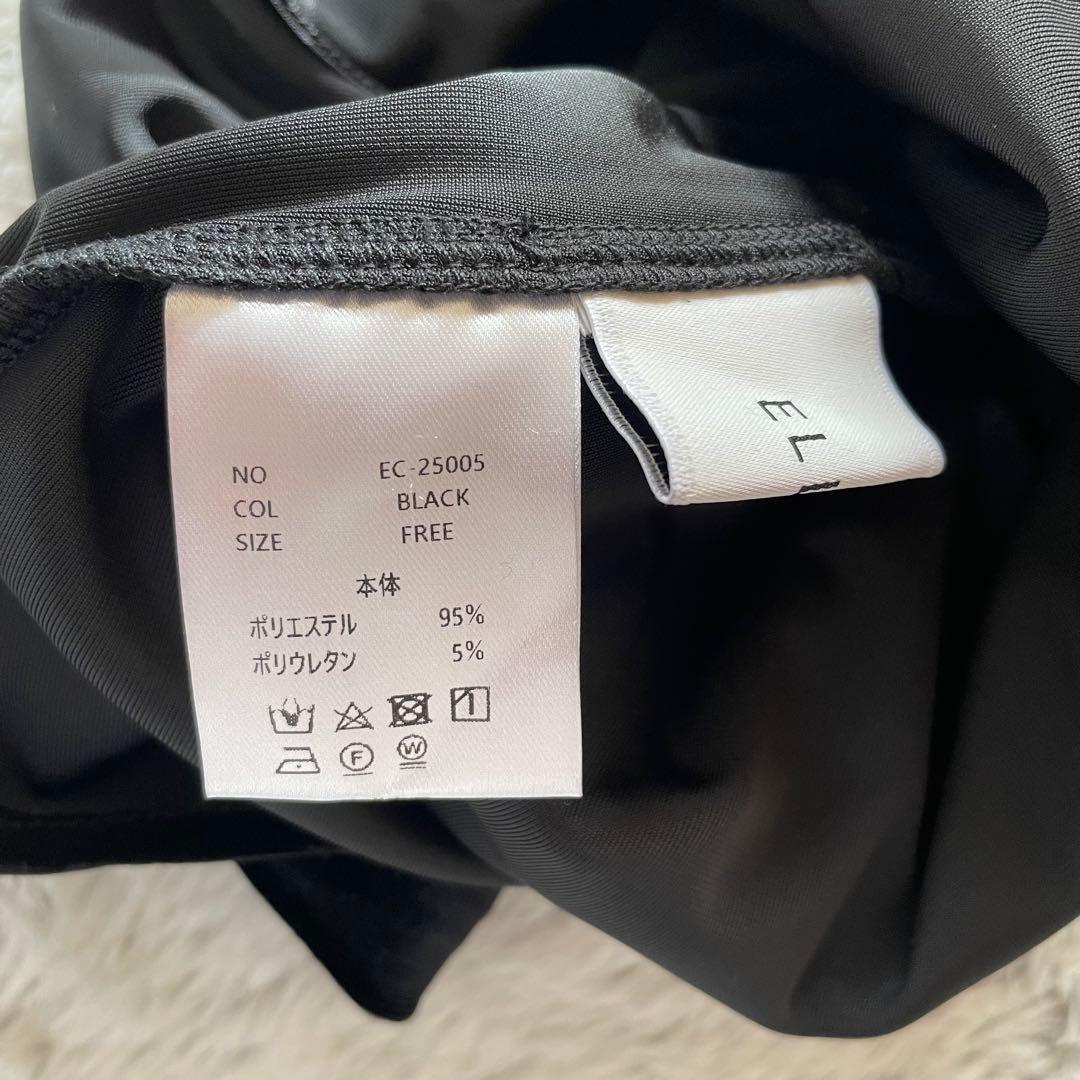 NO EC-25005
COL BLACK
SIZE FREE
本体
ポリエステル 95%
ポリウレタン 5%
F W
EL